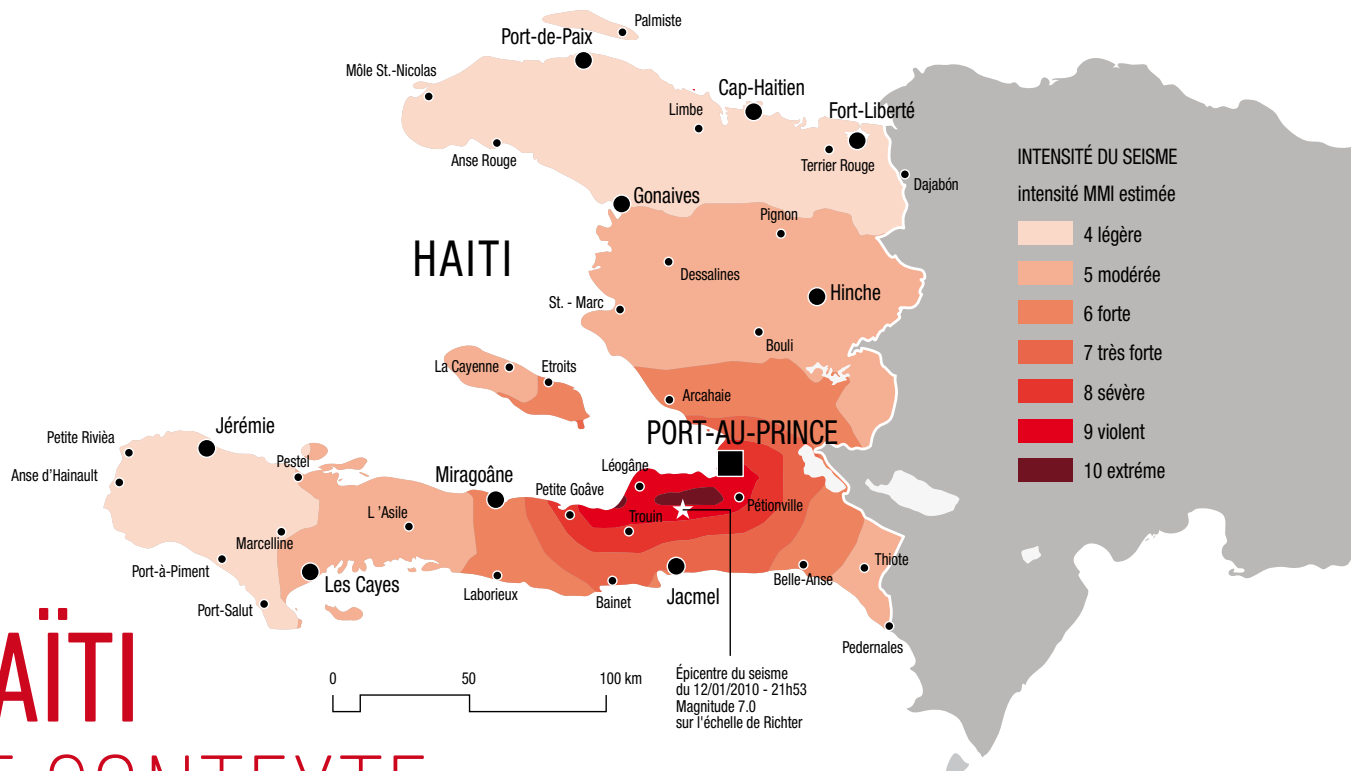 Palmiste
Port-de-Paix
Môle St.-Nicolas
Cap-Haitien
Limbe
Fort-Liberté
Anse Rouge
Terrier Rouge
Dajabón
Gonaives
Pignon
HAITI
Dessalines
Hinche
St. - Marc
Bouli
La Cayenne
Etroits
Arcahaie
PORT-AU-PRINCE
Petite Rivièa
Jérémie
Anse d'Hainault
Pestel
Miragoâne
Léogâne
Petite Goâve
Pétionville
L 'Asile
Trouin
Marcelline
Port-à-Piment
Les Cayes
Port-Salut
Laborieux
Bainet
Jacmel
Belle-Anse
Thiote
Pedernales
INTENSITÉ DU SEISME
intensité MMI estimée
4 légère
5 modérée
6 forte
7 très forte
8 sévère
9 violent
10 extréme
0 50 100 km
Épicentre du seisme
du 12/01/2010 - 21h53
Magnitude 7.0
sur l'échelle de Richter
AÏTI
CONTEXTE